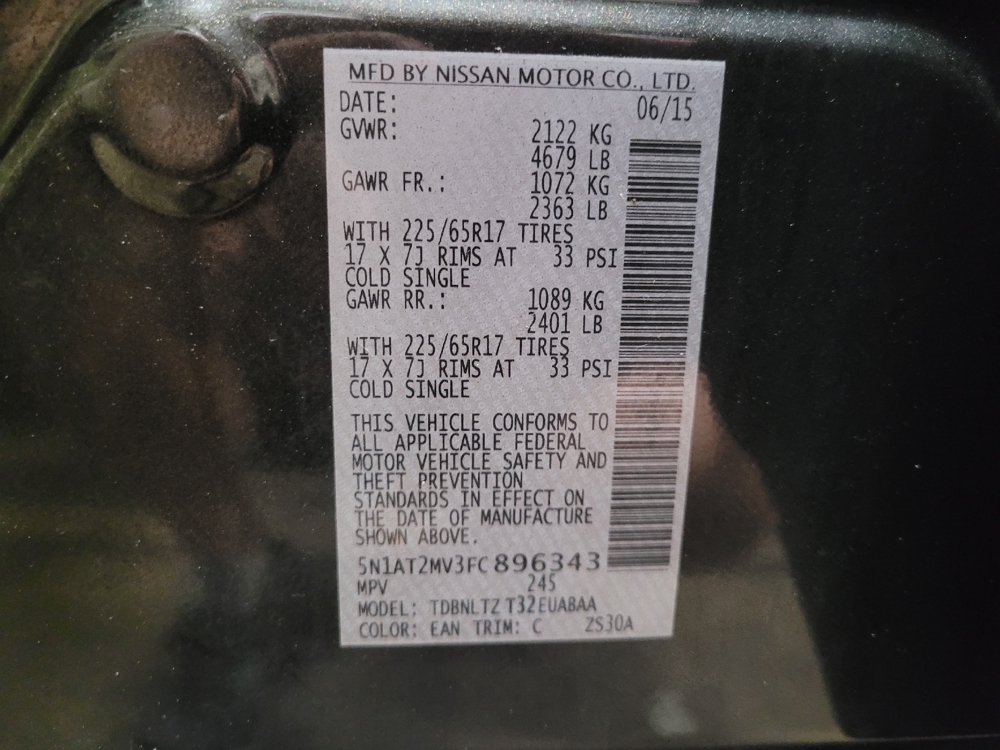 MFD BY NISSAN MOTOR CO., LTD.
DATE: 06/15
GVWR: 2122 KG
4679 LB
GAWR FR.: 1072 KG
2363 LB
WITH 225/65R17 TIRES
17 X 7J RIMS AT 33 PSI
COLD SINGLE
GAWR RR.: 1089 KG
2401 LB
WITH 225/65R17 TIRES
17 X 7J RIMS AT 33 PSI
COLD SINGLE
THIS VEHICLE CONFORMS TO
ALL APPLICABLE FEDERAL
MOTOR VEHICLE SAFETY AND
THEFT PREVENTION
STANDARDS IN EFFECT ON
THE DATE OF MANUFACTURE
SHOWN ABOVE.
5N1AT2MV3FC896343
MPV 245
MODEL: TDBNLTZ T32EUABAA
COLOR: EAN TRIM: C ZS30A